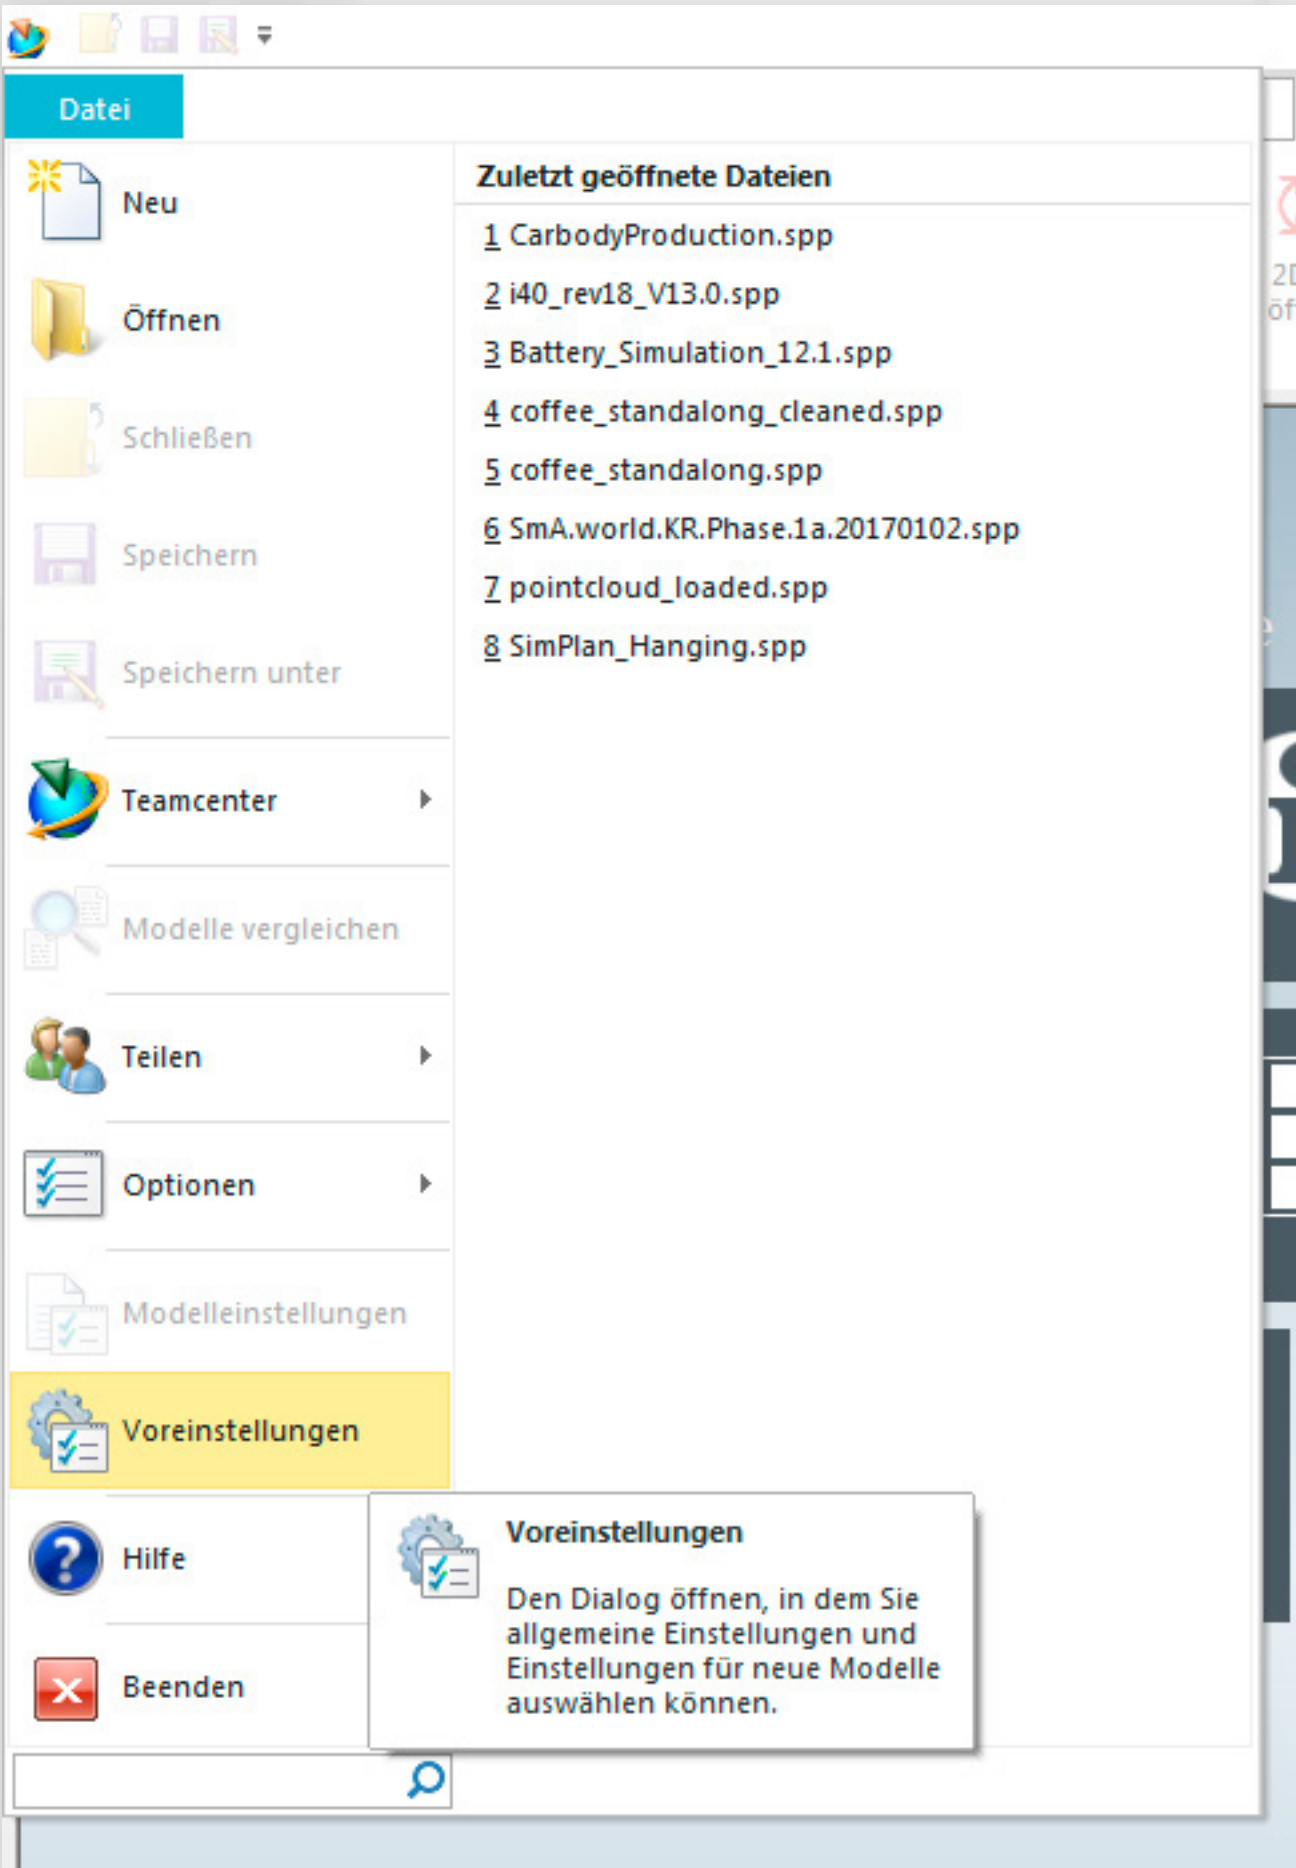 Datei
Neu
Öffnen
Schließen
Speichern
Speichern unter
Teamcenter
Modelle vergleichen
Teilen
Optionen
Modelleinstellungen
Voreinstellungen
Hilfe
Beenden
Zuletzt geöffnete Dateien
1 CarbodyProduction.spp
2 i40_rev18_V13.0.spp
3 Battery_Simulation_12.1.spp
4 coffee_standalong_cleaned.spp
5 coffee_standalong.spp
6 SmA.world.KR.Phase.1a.20170102.spp
7 pointcloud_loaded.spp
8 SimPlan_Hanging.spp
Voreinstellungen
Den Dialog öffnen, in dem Sie
allgemeine Einstellungen und
Einstellungen für neue Modelle
auswählen können.